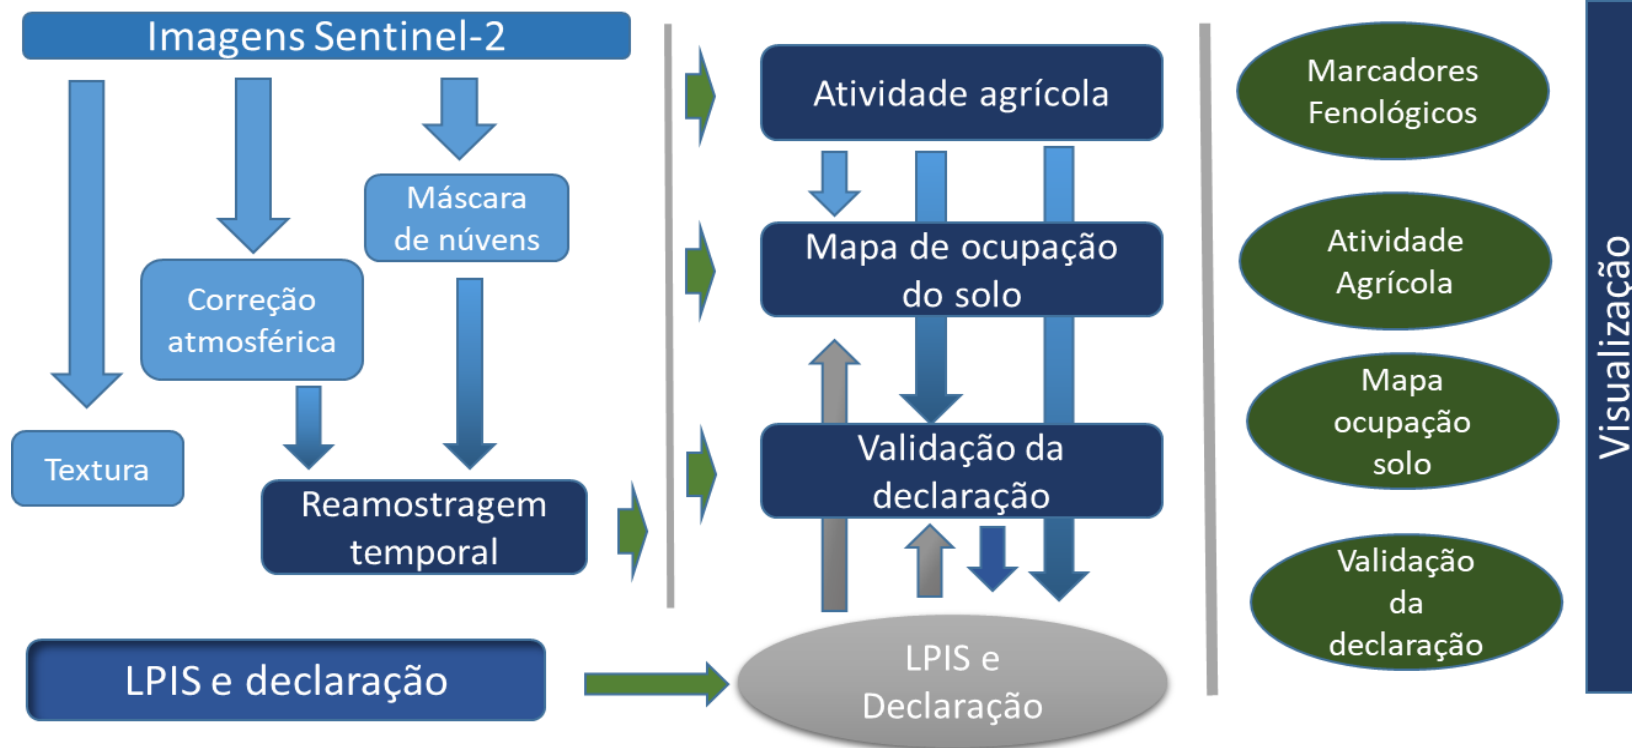 Imagens Sentinel-2
Máscara
de núvens
Correção
atmosférica
Textura
Reamostragem
temporal
LPIS e declaração
Atividade agrícola
Mapa de ocupação
do solo
Validação da
declaração
LPIS e
Declaração
Marcadores
Fenológicos
Atividade
Agrícola
Mapa
ocupação
solo
Validação
da
declaração
Visualização